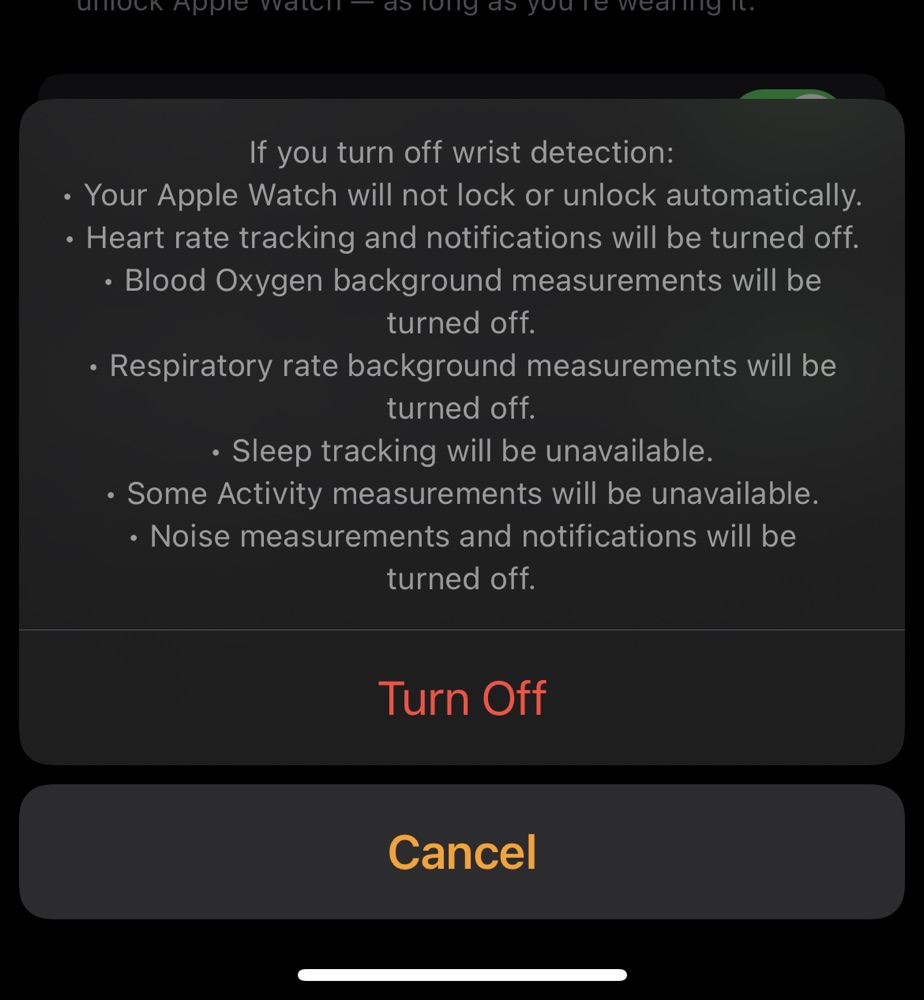 unlock Apple Watch — as long as you're wearing it.
If you turn off wrist detection:
• Your Apple Watch will not lock or unlock automatically.
• Heart rate tracking and notifications will be turned off.
• Blood Oxygen background measurements will be
turned off.
• Respiratory rate background measurements will be
turned off.
• Sleep tracking will be unavailable.
• Some Activity measurements will be unavailable.
• Noise measurements and notifications will be
turned off.
Turn Off
Cancel